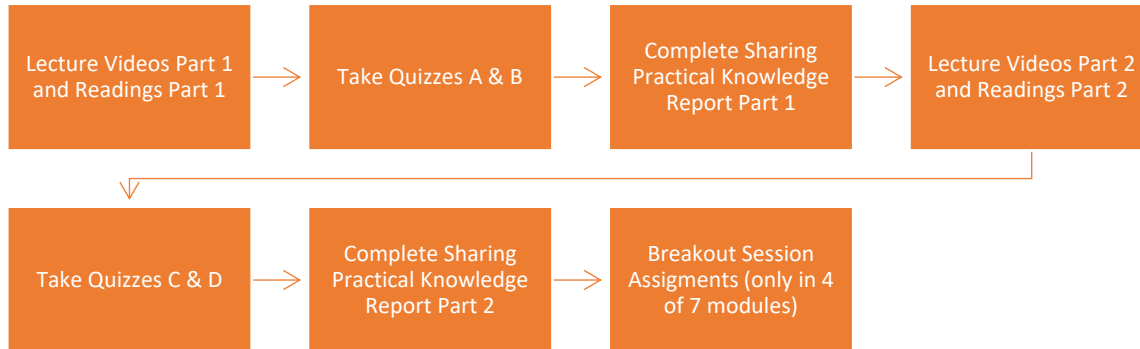 Lecture Videos Part 1
and Readings Part 1
Take Quizzes A & B
Complete Sharing
Practical Knowledge
Report Part 1
Lecture Videos Part 2
and Readings Part 2
Take Quizzes C & D
Complete Sharing
Practical Knowledge
Report Part 2
Breakout Session
Assigments (only in 4
of 7 modules)